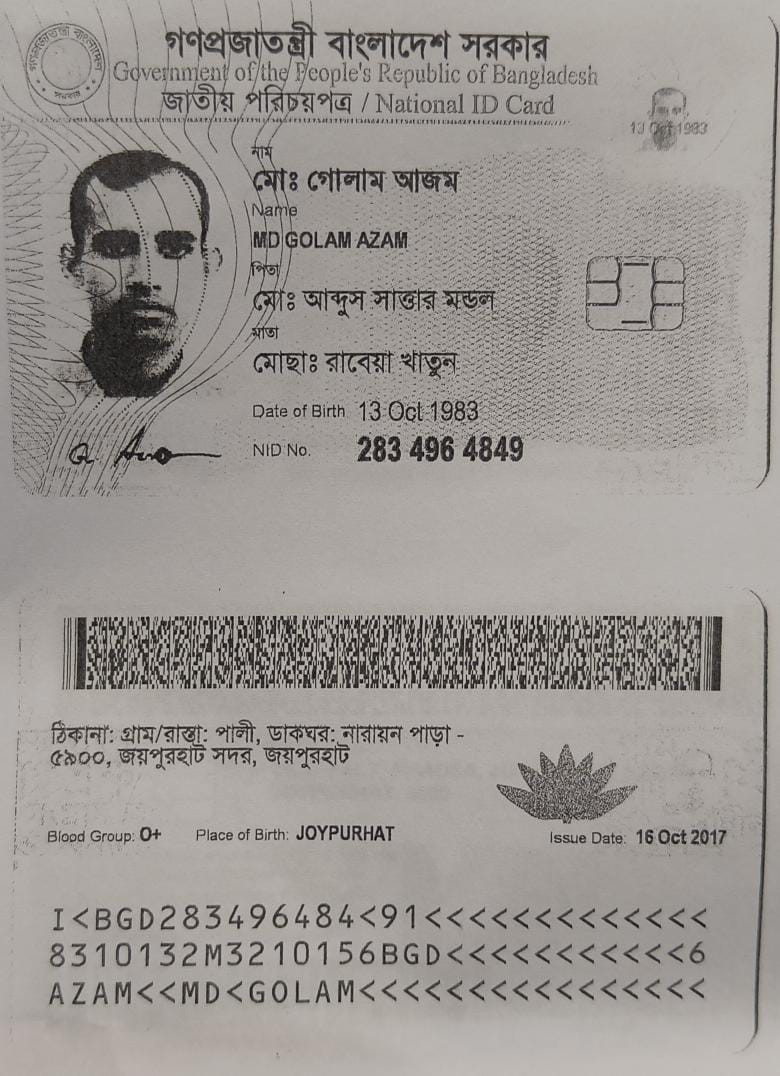 গণপ্রজাতন্ত্রী বাংলাদেশ সরকার
Government of the People's Republic of Bangladesh
জাতীয় পরিচয়পত্র / National ID Card
13 Oct 1983
নাম
মোঃ গোলাম আজম
Name
MD GOLAM AZAM
পিতা
মোঃ আব্দুস সাত্তার মন্ডল
মাতা
মোছাঃ রাবেয়া খাতুন
Date of Birth 13 Oct 1983
NID No. 283 496 4849
ঠিকানা: গ্রাম/রাস্তা: পালী, ডাকঘর: নারায়ন পাড়া -
৫৯০০, জয়পুরহাট সদর, জয়পুরহাট
Blood Group: O+ Place of Birth: JOYPURHAT Issue Date: 16 Oct 2017
I<BGD283496484<91<<<<<<<<<<<<<
8310132M3210156BGD<<<<<<<<<<<6
AZAM<<MD<GOLAM<<<<<<<<<<<<<<<<